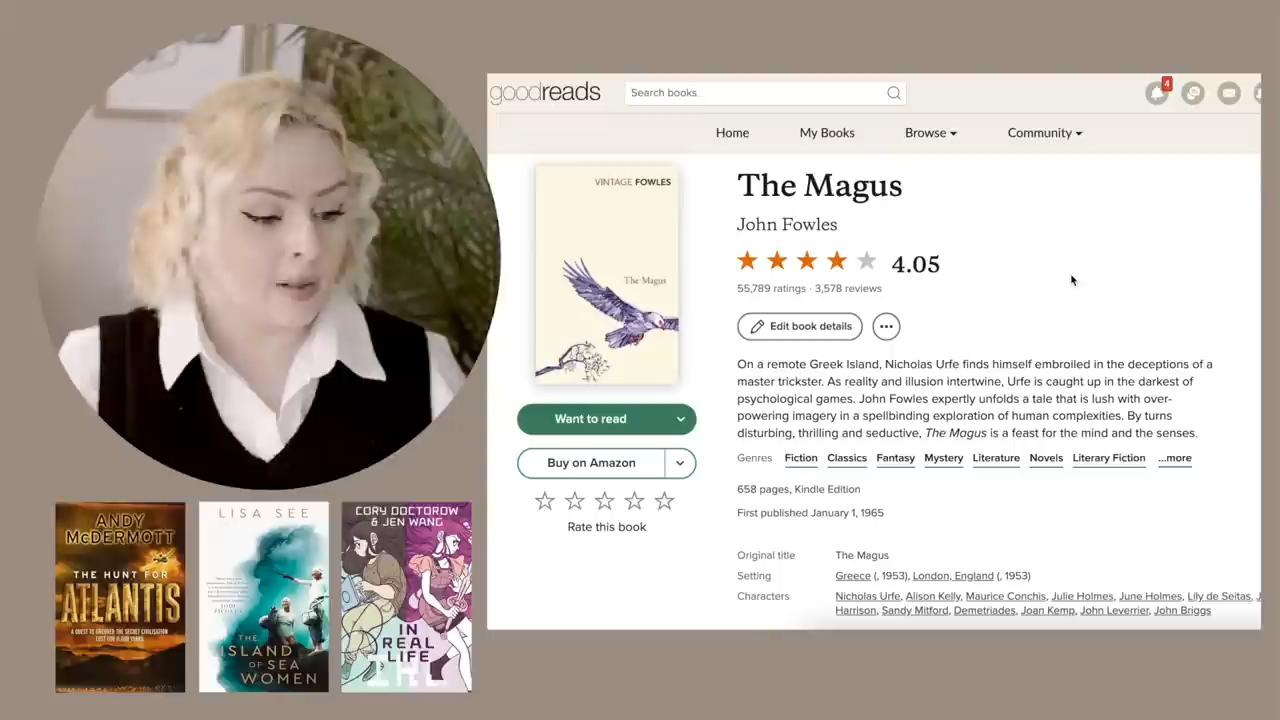 goodreads
Search books
4
Home
My Books
Browse
Community
VINTAGE FOWLES
The Magus
The Magus
John Fowles
4.05
55,789 ratings · 3,578 reviews
Edit book details
On a remote Greek Island, Nicholas Urfe finds himself embroiled in the deceptions of a
master trickster. As reality and illusion intertwine, Urfe is caught up in the darkest of
psychological games. John Fowles expertly unfolds a tale that is lush with over-
powering imagery in a spellbinding exploration of human complexities. By turns
disturbing, thrilling and seductive, The Magus is a feast for the mind and the senses.
Want to read
Buy on Amazon
Rate this book
Genres Fiction Classics Fantasy Mystery Literature Novels Literary Fiction ...more
658 pages, Kindle Edition
First published January 1, 1965
Original title The Magus
Setting Greece (, 1953), London, England (, 1953)
Characters Nicholas Urfe, Alison Kelly, Maurice Conchis, Julie Holmes, June Holmes, Lily de Seitas,
Harrison, Sandy Mitford, Demetriades, Joan Kemp, John Leverrier, John Briggs
ANDY
McDERMOTT
THE HUNT FOR
ATLANTIS
A QUEST TO UNCOVER THE SECRET CIVILISATION
LISA SEE
THE
ISLAND
OF SEA
WOMEN
CORY DOCTOROW
& JEN WANG
IN
REAL
LIFE